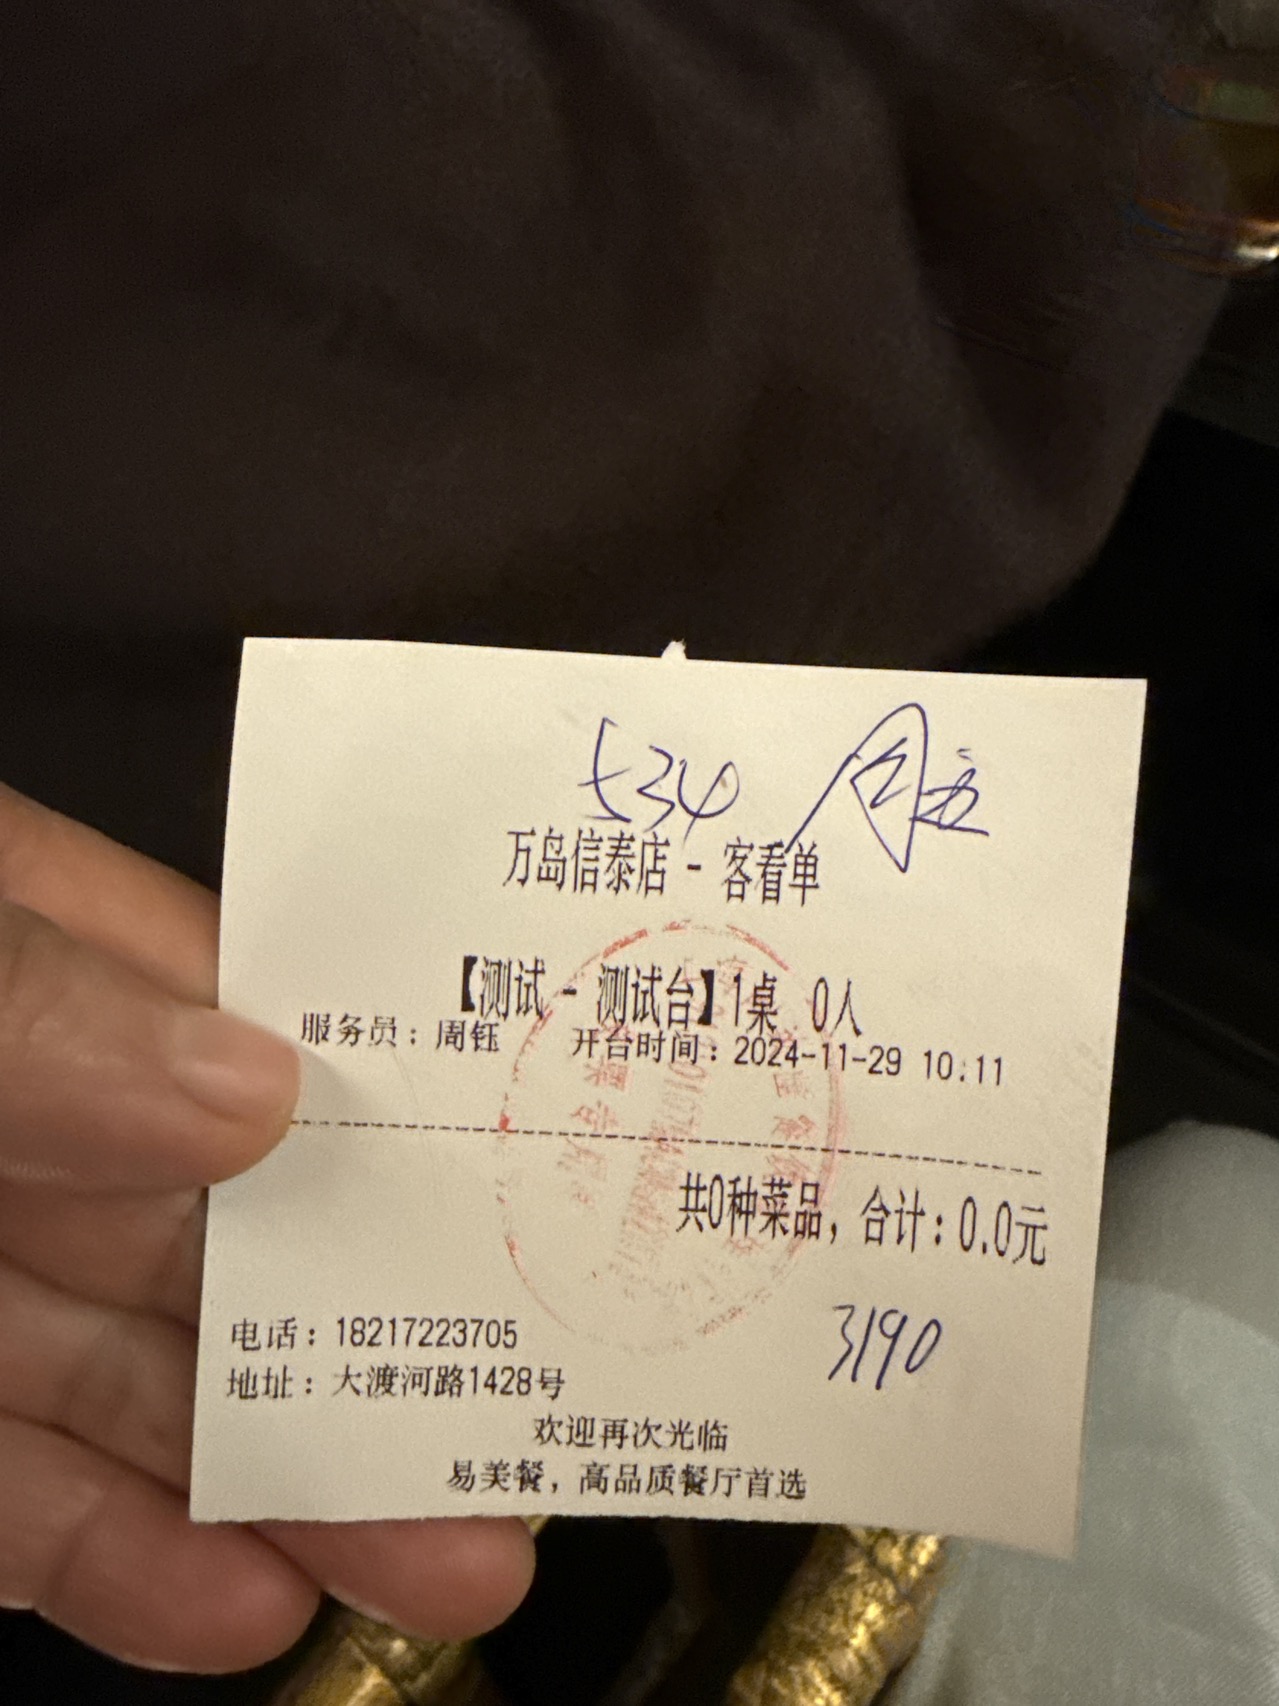 534 周五
万岛信泰店 - 客看单
【测试 - 测试台】1桌 0人
服务员：周钰 开台时间：2024-11-29 10:11
共0种菜品，合计：0.0元
3190
电话：18217223705
地址：大渡河路1428号
欢迎再次光临
易美餐，高品质餐厅首选